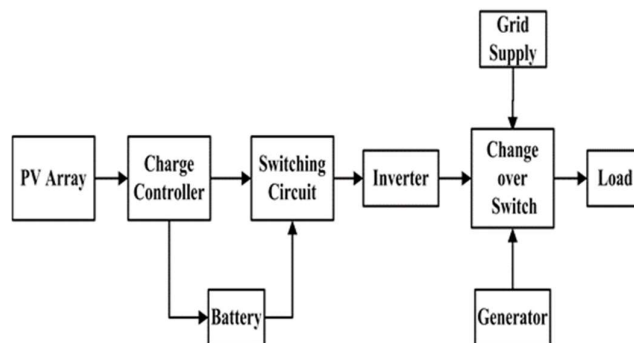 Grid
Supply
PV Array
Charge
Controller
Switching
Circuit
Inverter
Change
over
Switch
Load
Battery
Generator